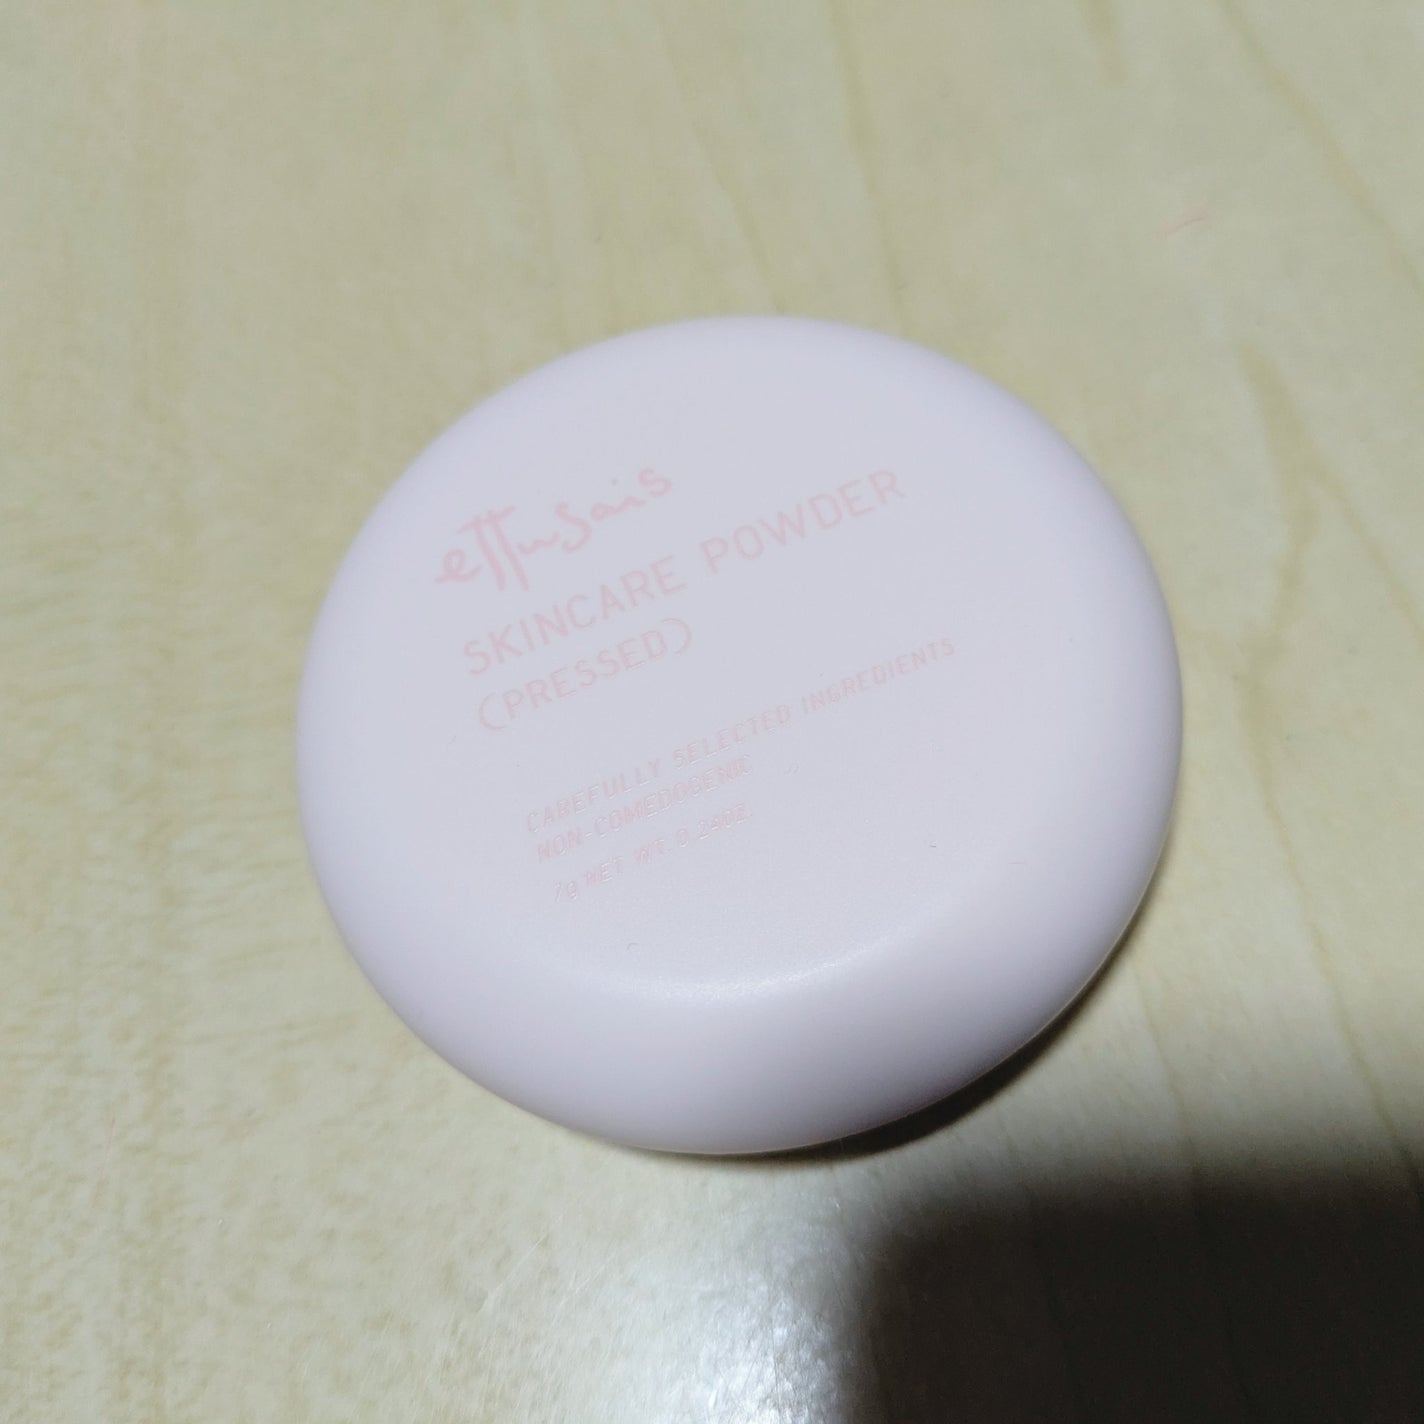 ettusais
SKINCARE POWDER
(PRESSED)
CAREFULLY SELECTED INGREDIENTS
NON-COMEDOGENIC
7g NET WT. 0.24OZ.